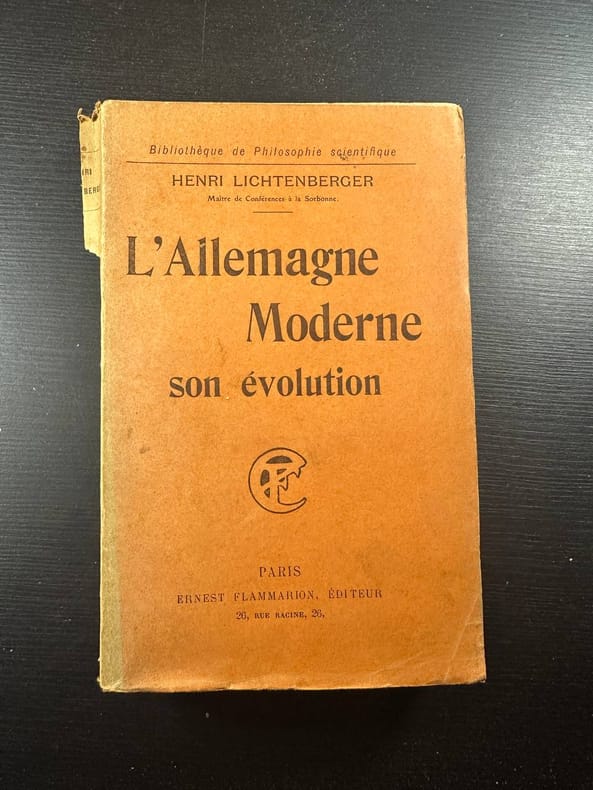 Bibliothèque de Philosophie scientifique
HENRI LICHTENBERGER
Maître de Conférences à la Sorbonne.
L'Allemagne
Moderne
son évolution
PARIS
ERNEST FLAMMARION, ÉDITEUR
26, RUE RACINE, 26,